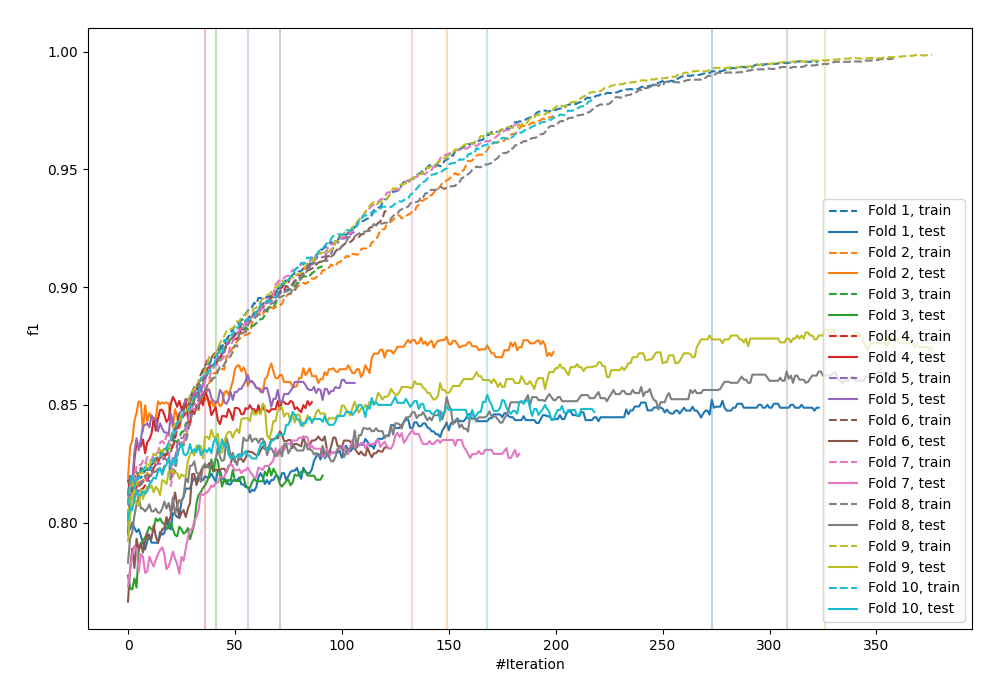 1.00
0.95
0.90
0.85
0.80
f1
0
50
100
150
200
250
300
350
#Iteration
Fold 1, train
Fold 1, test
Fold 2, train
Fold 2, test
Fold 3, train
Fold 3, test
Fold 4, train
Fold 4, test
Fold 5, train
Fold 5, test
Fold 6, train
Fold 6, test
Fold 7, train
Fold 7, test
Fold 8, train
Fold 8, test
Fold 9, train
Fold 9, test
Fold 10, train
Fold 10, test